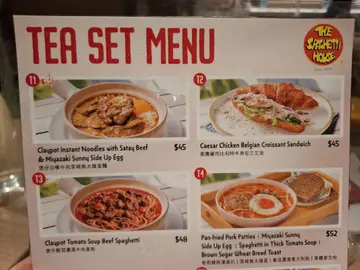 TEA SET MENU
THE
SPAGHETTI
HOUSE
T1
T2
Claypot Instant Noodles with Satay Beef
& Miyazaki Sunny Side Up Egg
$45
Caesar Chicken Belgian Croissant Sandwich
$45
T3
T4
Claypot Tomato Soup Beef Spaghetti
$48
Pan-fried Pork Patties | Miyazaki Sunny
Side Up Egg | Spaghetti in Thick Tomato Soup |
Brown Sugar Wheat Bread Toast
$52